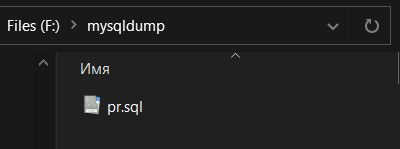 Files (F:) > mysqldump
Имя
pr.sql